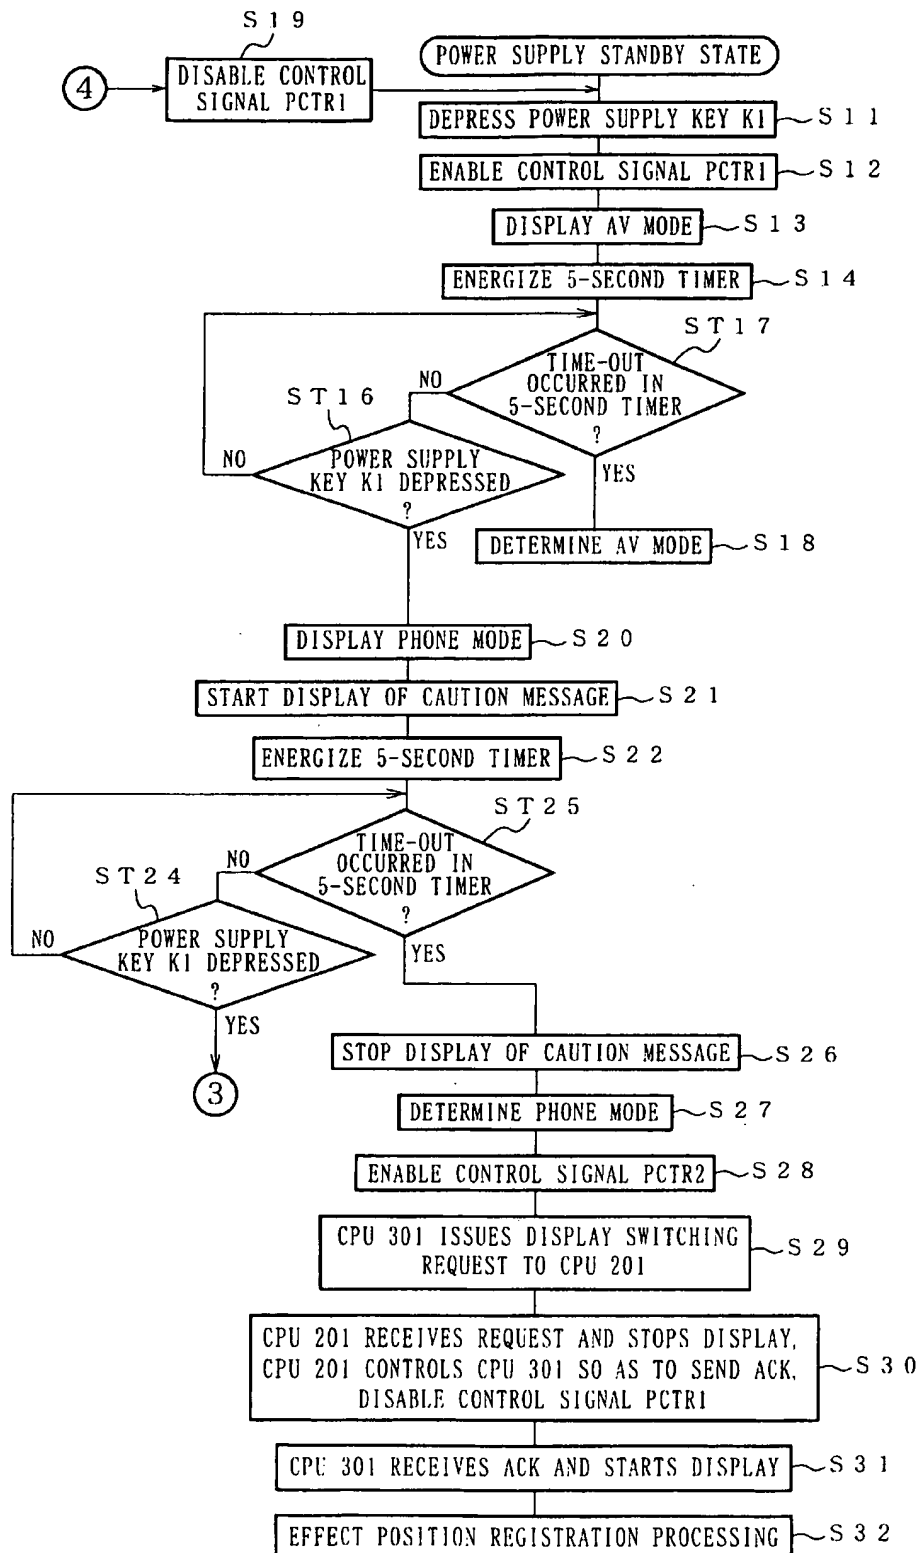 S19
POWER SUPPLY STANDBY STATE
4
DISABLE CONTROL
SIGNAL PCTR1
DEPRESS POWER SUPPLY KEY K1
S11
ENABLE CONTROL SIGNAL PCTR1
S12
DISPLAY AV MODE
S13
ENERGIZE 5-SECOND TIMER
S14
ST17
TIME-OUT
OCCURRED IN
5-SECOND TIMER
?
NO
YES
ST16
POWER SUPPLY
KEY K1 DEPRESSED
?
NO
YES
DETERMINE AV MODE
S18
DISPLAY PHONE MODE
S20
START DISPLAY OF CAUTION MESSAGE
S21
ENERGIZE 5-SECOND TIMER
S22
ST25
TIME-OUT
OCCURRED IN
5-SECOND TIMER
?
NO
YES
ST24
POWER SUPPLY
KEY K1 DEPRESSED
?
NO
YES
3
STOP DISPLAY OF CAUTION MESSAGE
S26
DETERMINE PHONE MODE
S27
ENABLE CONTROL SIGNAL PCTR2
S28
CPU 301 ISSUES DISPLAY SWITCHING
REQUEST TO CPU 201
S29
CPU 201 RECEIVES REQUEST AND STOPS DISPLAY,
CPU 201 CONTROLS CPU 301 SO AS TO SEND ACK,
DISABLE CONTROL SIGNAL PCTR1
S30
CPU 301 RECEIVES ACK AND STARTS DISPLAY
S31
EFFECT POSITION REGISTRATION PROCESSING
S32